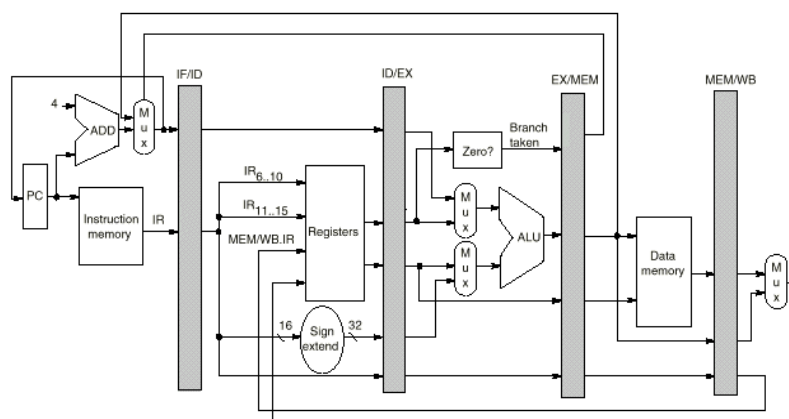 IF/ID
ID/EX
EX/MEM
MEM/WB
4
ADD
M
u
x
Branch
taken
Zero?
PC
Instruction
memory
IR
IR6..10
IR11..15
MEM/WB.IR
Registers
M
u
x
M
u
x
ALU
Data
memory
M
u
x
16
Sign
extend
32